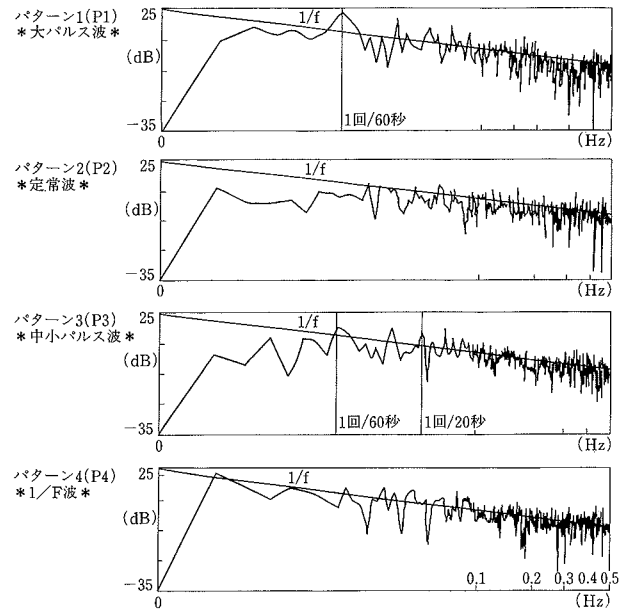 パターン1(P1)
*大パルス波*
25
(dB)
-35
0
1/f
1回/60秒
(Hz)
パターン2(P2)
*定常波*
25
(dB)
-35
0
1/f
(Hz)
パターン3(P3)
*中小パルス波*
25
(dB)
-35
0
1/f
1回/60秒
1回/20秒
(Hz)
パターン4(P4)
*1/F波*
25
(dB)
-35
0
1/f
0.1
0.2
0.3
0.4
0.5
(Hz)